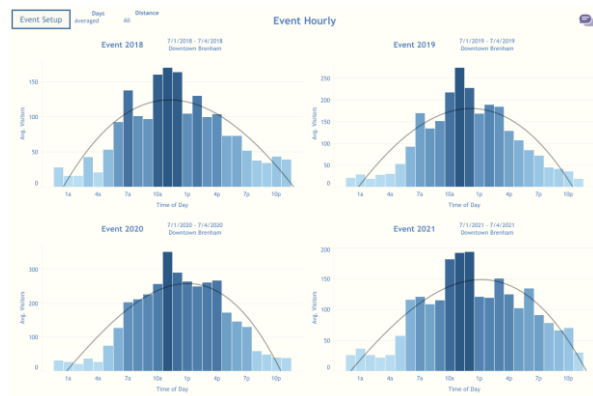 Event Setup
Days
Averaged
Distance
All
Event Hourly
Event 2018
7/1/2018 - 7/4/2018
Downtown Brenham
Avg. Visitors
150
100
50
0
1a 4a 7a 10a 1p 4p 7p 10p
Time of Day
Event 2019
7/1/2019 - 7/4/2019
Downtown Brenham
Avg. Visitors
250
200
150
100
50
0
1a 4a 7a 10a 1p 4p 7p 10p
Time of Day
Event 2020
7/1/2020 - 7/4/2020
Downtown Brenham
Avg. Visitors
300
200
100
0
1a 4a 7a 10a 1p 4p 7p 10p
Time of Day
Event 2021
7/1/2021 - 7/4/2021
Downtown Brenham
Avg. Visitors
200
150
100
50
0
1a 4a 7a 10a 1p 4p 7p 10p
Time of Day